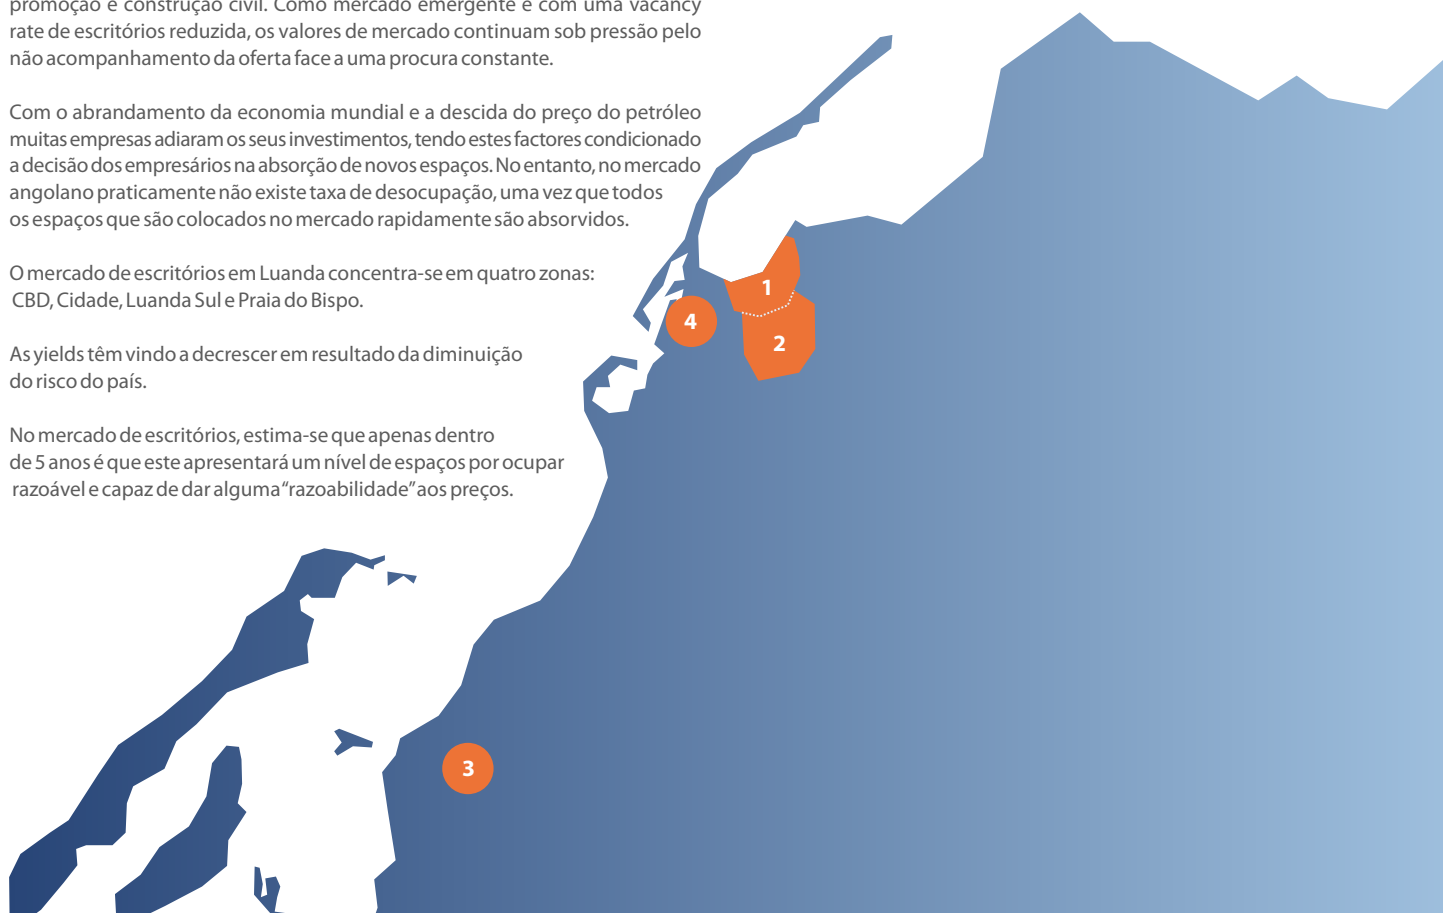 promoção e construção civil. Como mercado emergente e com uma vacancy
rate de escritórios reduzida, os valores de mercado continuam sob pressão pelo
não acompanhamento da oferta face a uma procura constante.
Com o abrandamento da economia mundial e a descida do preço do petróleo
muitas empresas adiaram os seus investimentos, tendo estes factores condicionado
a decisão dos empresários na absorção de novos espaços. No entanto, no mercado
angolano praticamente não existe taxa de desocupação, uma vez que todos
os espaços que são colocados no mercado rapidamente são absorvidos.
O mercado de escritórios em Luanda concentra-se em quatro zonas:
CBD, Cidade, Luanda Sul e Praia do Bispo.
As yields têm vindo a decrescer em resultado da diminuição
do risco do país.
No mercado de escritórios, estima-se que apenas dentro
de 5 anos é que este apresentará um nível de espaços por ocupar
razoável e capaz de dar alguma “razoabilidade” aos preços.
1
4
2
3